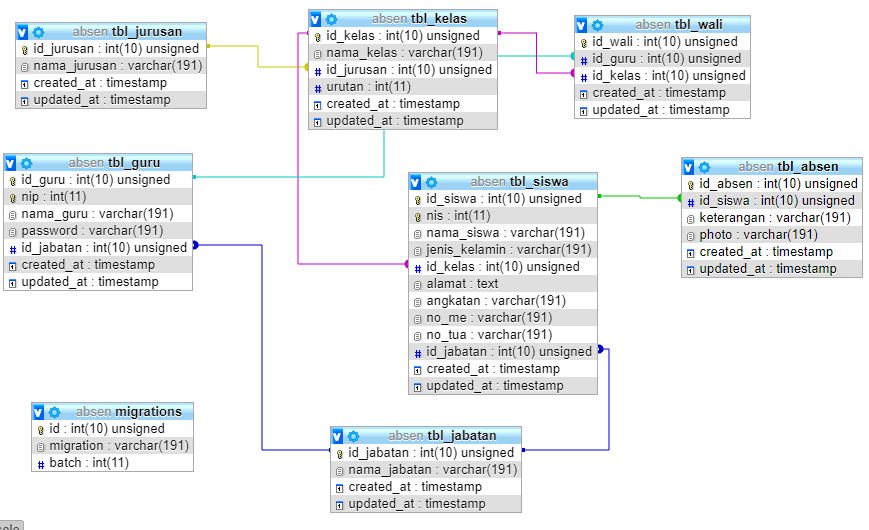 absen tbl_jurusan
id_jurusan : int(10) unsigned
nama_jurusan : varchar(191)
created_at : timestamp
updated_at : timestamp
absen tbl_kelas
id_kelas : int(10) unsigned
nama_kelas : varchar(191)
id_jurusan : int(10) unsigned
urutan : int(11)
created_at : timestamp
updated_at : timestamp
absen tbl_wali
id_wali : int(10) unsigned
id_guru : int(10) unsigned
id_kelas : int(10) unsigned
created_at : timestamp
updated_at : timestamp
absen tbl_guru
id_guru : int(10) unsigned
nip : int(11)
nama_guru : varchar(191)
password : varchar(191)
id_jabatan : int(10) unsigned
created_at : timestamp
updated_at : timestamp
absen tbl_siswa
id_siswa : int(10) unsigned
nis : int(11)
nama_siswa : varchar(191)
jenis_kelamin : varchar(191)
id_kelas : int(10) unsigned
alamat : text
angkatan : varchar(191)
no_me : varchar(191)
no_tua : varchar(191)
id_jabatan : int(10) unsigned
created_at : timestamp
updated_at : timestamp
absen tbl_absen
id_absen : int(10) unsigned
id_siswa : int(10) unsigned
keterangan : varchar(191)
photo : varchar(191)
created_at : timestamp
updated_at : timestamp
absen migrations
id : int(10) unsigned
migration : varchar(191)
batch : int(11)
absen tbl_jabatan
id_jabatan : int(10) unsigned
nama_jabatan : varchar(191)
created_at : timestamp
updated_at : timestamp